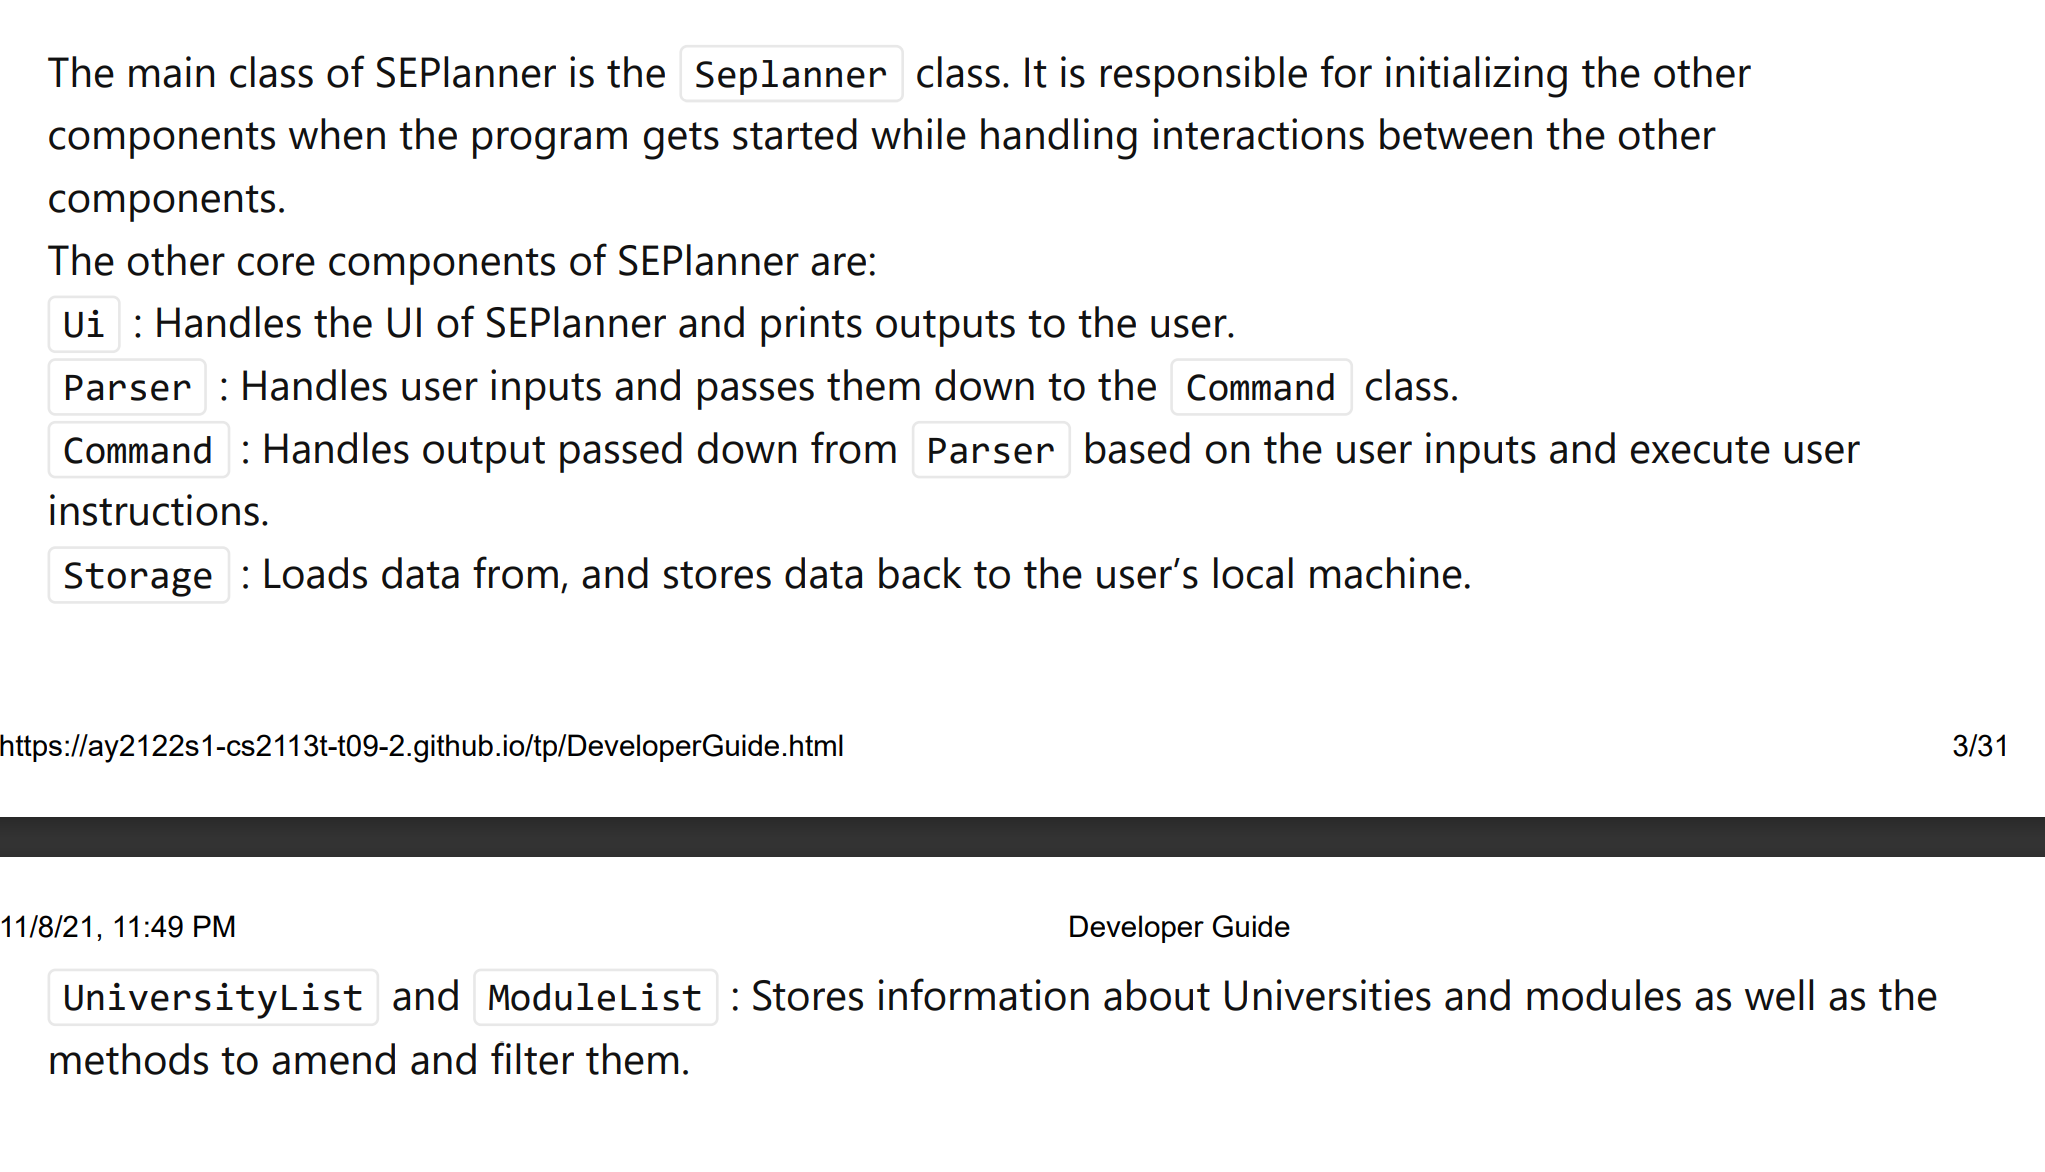 The main class of SEPlanner is the Seplanner class. It is responsible for initializing the other
components when the program gets started while handling interactions between the other
components.
The other core components of SEPlanner are:
Ui : Handles the UI of SEPlanner and prints outputs to the user.
Parser : Handles user inputs and passes them down to the Command class.
Command : Handles output passed down from Parser based on the user inputs and execute user
instructions.
Storage : Loads data from, and stores data back to the user’s local machine.
https://ay2122s1-cs2113t-t09-2.github.io/tp/DeveloperGuide.html 3/31
11/8/21, 11:49 PM Developer Guide
UniversityList and ModuleList : Stores information about Universities and modules as well as the
methods to amend and filter them.